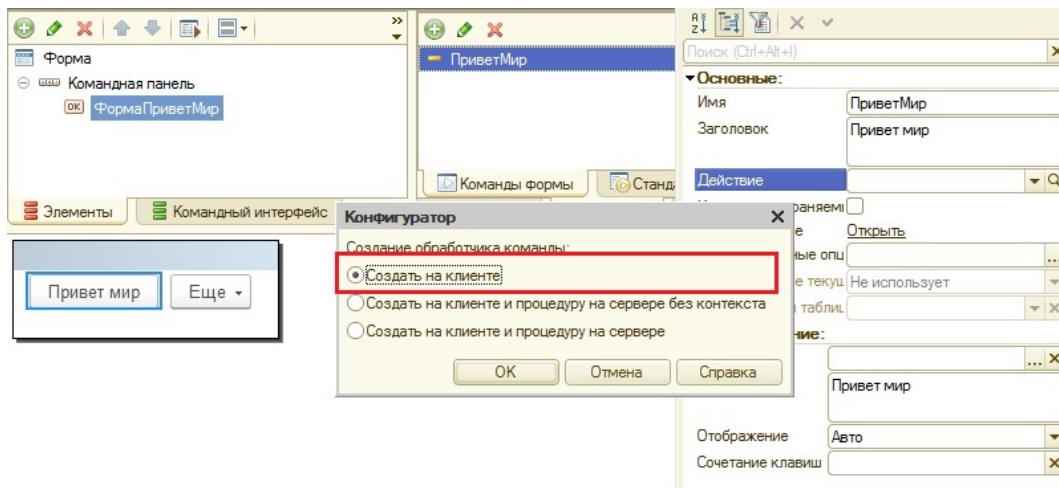 Форма
Командная панель
OK ФормаПриветМир
Элементы
Командный интерфейс
ПриветМир
Команды формы
Станд
Поиск (Ctrl+Alt+I)
Основные:
Имя
ПриветМир
Заголовок
Привет мир
Действие
Открыть
Не использует
Привет мир
Отображение
Авто
Сочетание клавиш
Привет мир
Еще
Конфигуратор
Создание обработчика команды:
Создать на клиенте
Создать на клиенте и процедуру на сервере без контекста
Создать на клиенте и процедуру на сервере
OK
Отмена
Справка